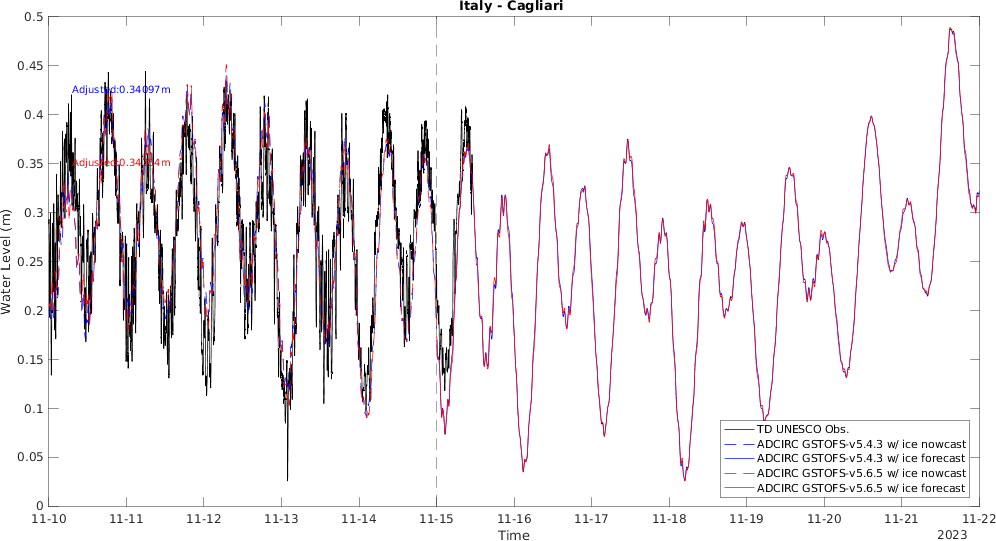 Italy - Cagliari
0.5
0.45
0.4
0.35
0.3
0.25
0.2
0.15
0.1
0.05
0
Water Level (m)
Adjusted:0.34097m
TD UNESCO Obs.
ADCIRC GSTOFS-v5.4.3 w/ ice nowcast
ADCIRC GSTOFS-v5.4.3 w/ ice forecast
ADCIRC GSTOFS-v5.6.5 w/ ice nowcast
ADCIRC GSTOFS-v5.6.5 w/ ice forecast
11-10 11-11 11-12 11-13 11-14 11-15 11-16 11-17 11-18 11-19 11-20 11-21 11-22
Time
2023